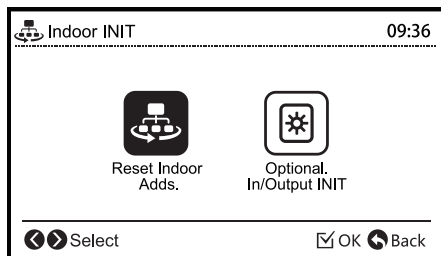 Indoor INIT 09:36
Reset Indoor
Adds.
Optional.
In/Output INIT
Select OK Back